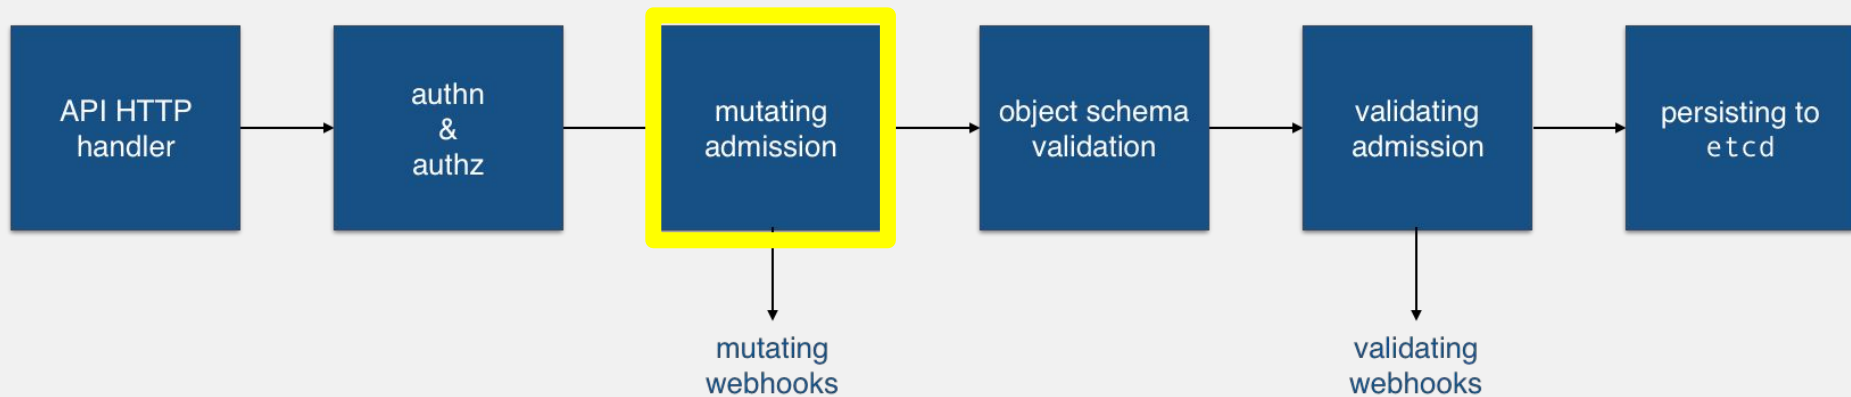 API HTTP
handler
authn
&
authz
mutating
admission
object schema
validation
validating
admission
persisting to
etcd
mutating
webhooks
validating
webhooks